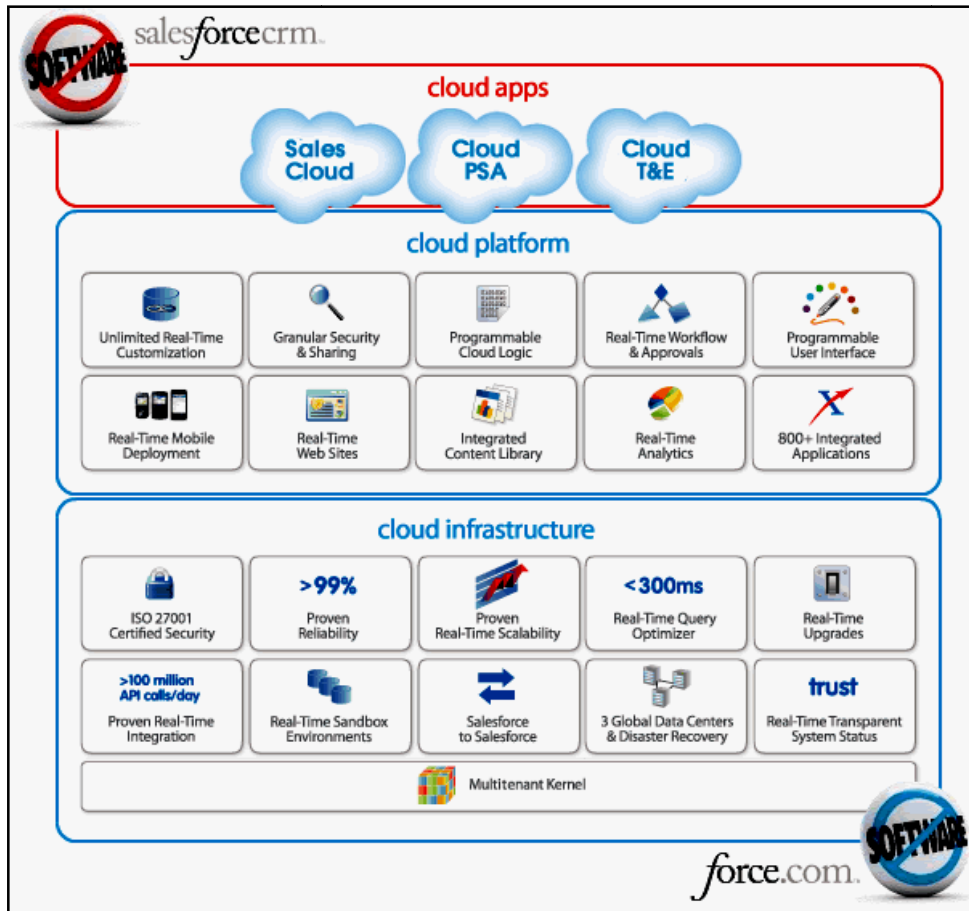 SOFTWARE
salesforcecrm™
cloud apps
Sales
Cloud
Cloud
PSA
Cloud
T&E
cloud platform
Unlimited Real-Time
Customization
Granular Security
& Sharing
Programmable
Cloud Logic
Real-Time Workflow
& Approvals
Programmable
User Interface
Real-Time Mobile
Deployment
Real-Time
Web Sites
Integrated
Content Library
Real-Time
Analytics
X
800+ Integrated
Applications
cloud infrastructure
ISO 27001
Certified Security
>99%
Proven
Reliability
Proven
Real-Time Scalability
<300ms
Real-Time Query
Optimizer
Real-Time
Upgrades
>100 million
API calls/day
Proven Real-Time
Integration
Real-Time Sandbox
Environments
Salesforce
to Salesforce
3 Global Data Centers
& Disaster Recovery
trust
Real-Time Transparent
System Status
Multitenant Kernel
force.com™
SOFTWARE